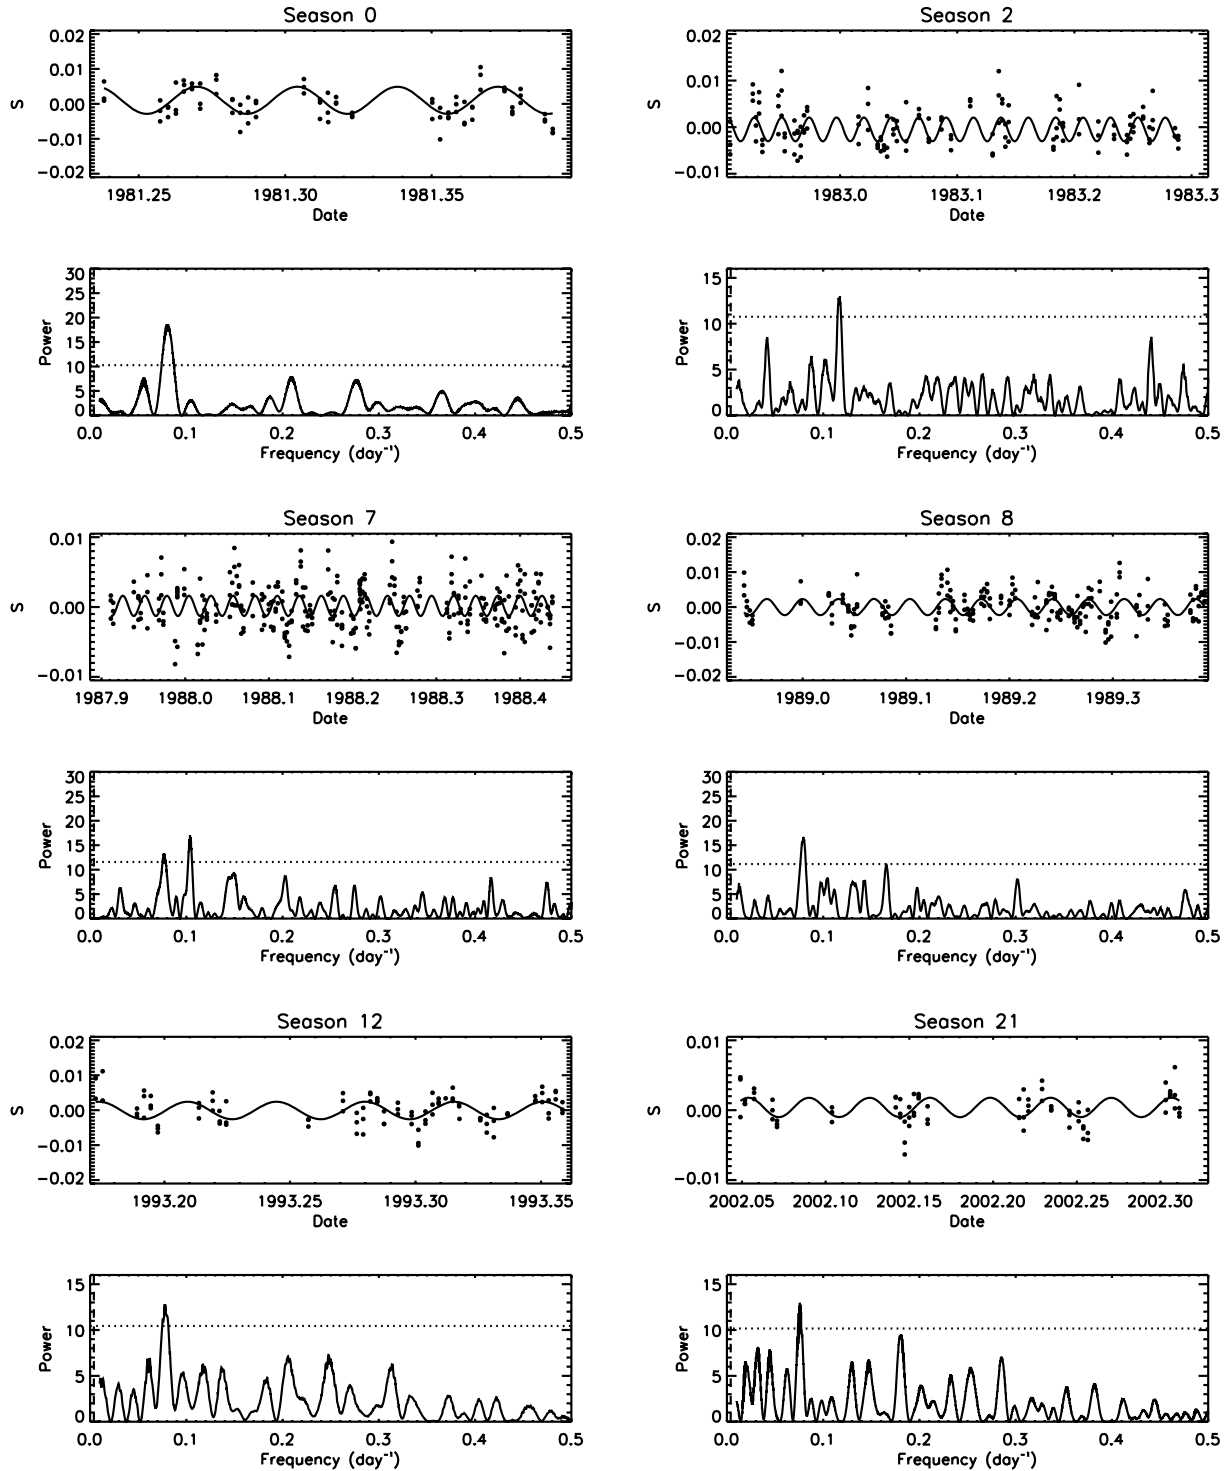 Season 0
Season 2
0.02
0.01
0.00
−0.01
−0.02
S
1981.25 1981.30 1981.35
Date
0.02
0.01
0.00
−0.01
1983.0 1983.1 1983.2 1983.3
Date
30
25
20
15
10
5
0
Power
0.0 0.1 0.2 0.3 0.4 0.5
Frequency (day⁻¹)
15
10
5
0
Power
0.0 0.1 0.2 0.3 0.4 0.5
Frequency (day⁻¹)
Season 7
Season 8
0.01
0.00
−0.01
S
1987.9 1988.0 1988.1 1988.2 1988.3 1988.4
Date
0.02
0.01
0.00
−0.01
−0.02
1989.0 1989.1 1989.2 1989.3
Date
30
25
20
15
10
5
0
Power
0.0 0.1 0.2 0.3 0.4 0.5
Frequency (day⁻¹)
30
25
20
15
10
5
0
Power
0.0 0.1 0.2 0.3 0.4 0.5
Frequency (day⁻¹)
Season 12
Season 21
0.02
0.01
0.00
−0.01
−0.02
S
1993.20 1993.25 1993.30 1993.35
Date
0.01
0.00
−0.01
2002.05 2002.10 2002.15 2002.20 2002.25 2002.30
Date
15
10
5
0
Power
0.0 0.1 0.2 0.3 0.4 0.5
Frequency (day⁻¹)
15
10
5
0
Power
0.0 0.1 0.2 0.3 0.4 0.5
Frequency (day⁻¹)